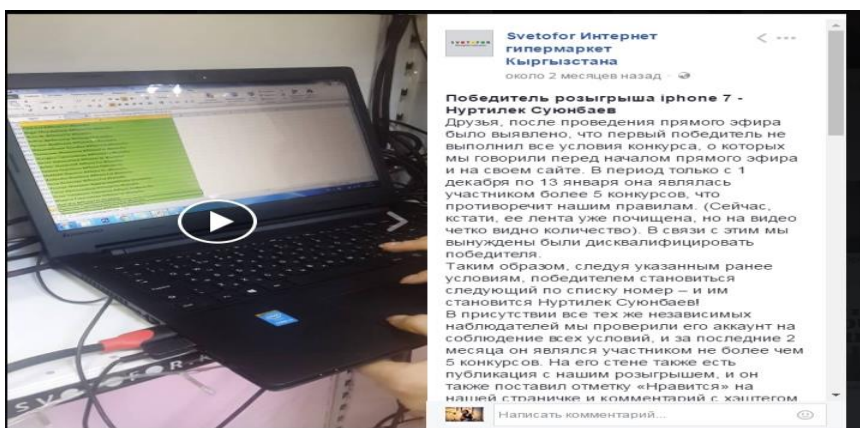 Svetofor Интернет
гипермаркет
Кыргызстана
около 2 месяцев назад
Победитель розыгрыша iphone 7 -
Нуртилек Суюнбаев
Друзья, после проведения прямого эфира
было выявлено, что первый победитель не
выполнил все условия конкурса, о которых
мы говорили перед началом прямого эфира
и на своем сайте. В период только с 1
декабря по 13 января она являлась
участником более 5 конкурсов, что
противоречит нашим правилам. (Сейчас,
кстати, ее лента уже почищена, но на видео
четко видно количество). В связи с этим мы
вынуждены были дисквалифицировать
победителя.
Таким образом, следуя указанным ранее
условиям, победителем становиться
следующий по списку номер – и им
становится Нуртилек Суюнбаев!
В присутствии все тех же независимых
наблюдателей мы проверили его аккаунт на
соблюдение всех условий, и за последние 2
месяца он являлся участником не более чем
5 конкурсов. На его стене также есть
публикация с нашим розыгрышем, и он
также поставил отметку «Нравится» на
нашей страничке и комментарий с хэштегом
Написать комментарий...